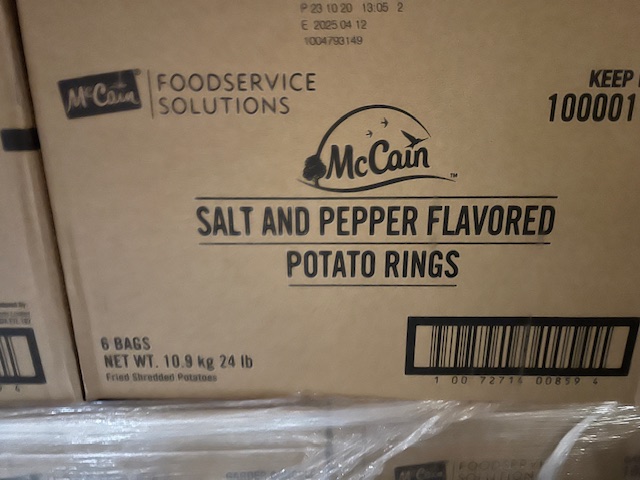 P 23 10 20 13:05 2
E 2025 04 12
1004793149
McCain
FOODSERVICE
SOLUTIONS
KEEP
100001
McCain
TM
SALT AND PEPPER FLAVORED
POTATO RINGS
6 BAGS
NET WT. 10.9 kg 24 lb
Fried Shredded Potatoes
1 00 72714 00859 4
McCain